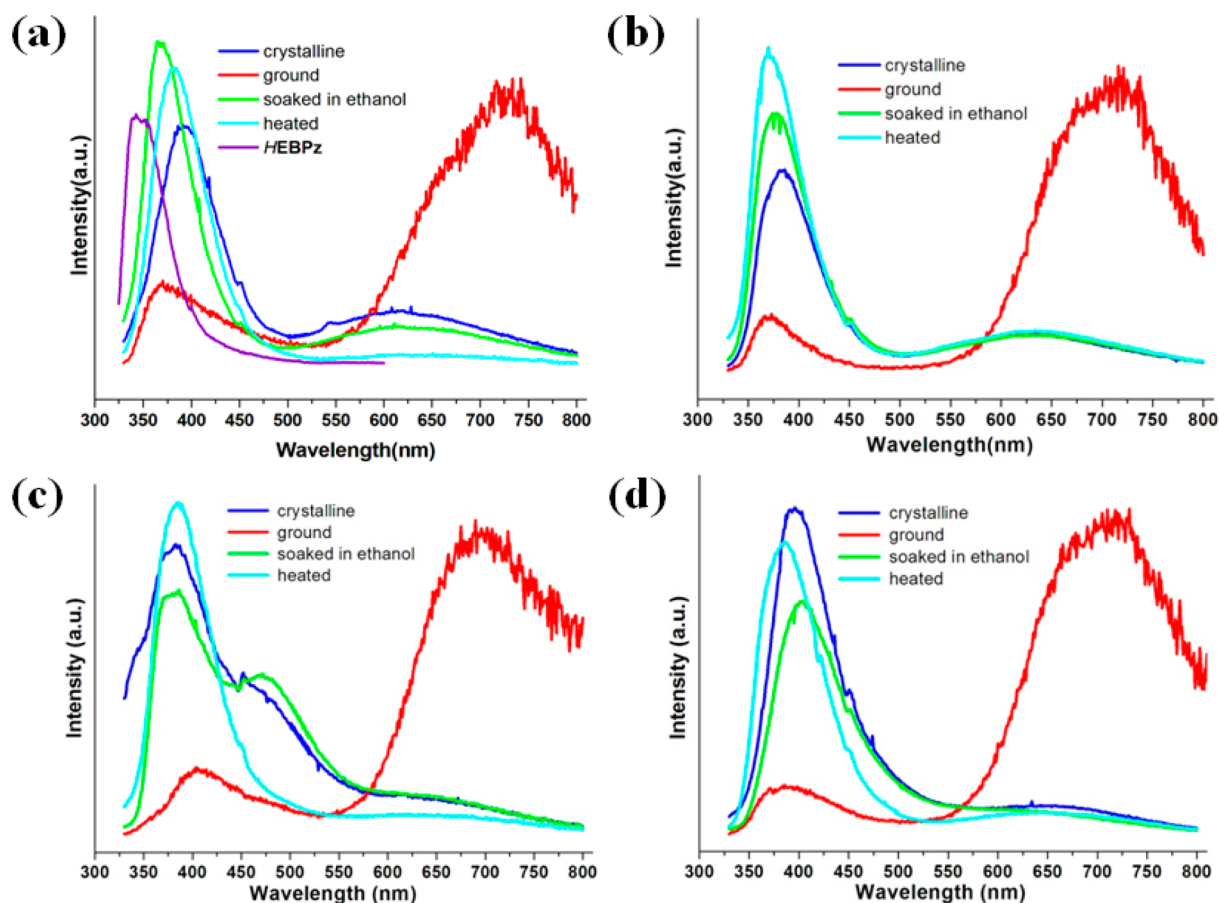 (a)
crystalline
ground
soaked in ethanol
heated
HEBPz
Intensity(a.u.)
300 350 400 450 500 550 600 650 700 750 800
Wavelength(nm)
(b)
crystalline
ground
soaked in ethanol
heated
Intensity(a.u.)
300 350 400 450 500 550 600 650 700 750 800
Wavelength(nm)
(c)
crystalline
ground
soaked in ethanol
heated
Intensity (a.u.)
300 350 400 450 500 550 600 650 700 750 800
Wavelength (nm)
(d)
crystalline
ground
soaked in ethanol
heated
Intensity (a.u.)
300 350 400 450 500 550 600 650 700 750 800
Wavelength (nm)